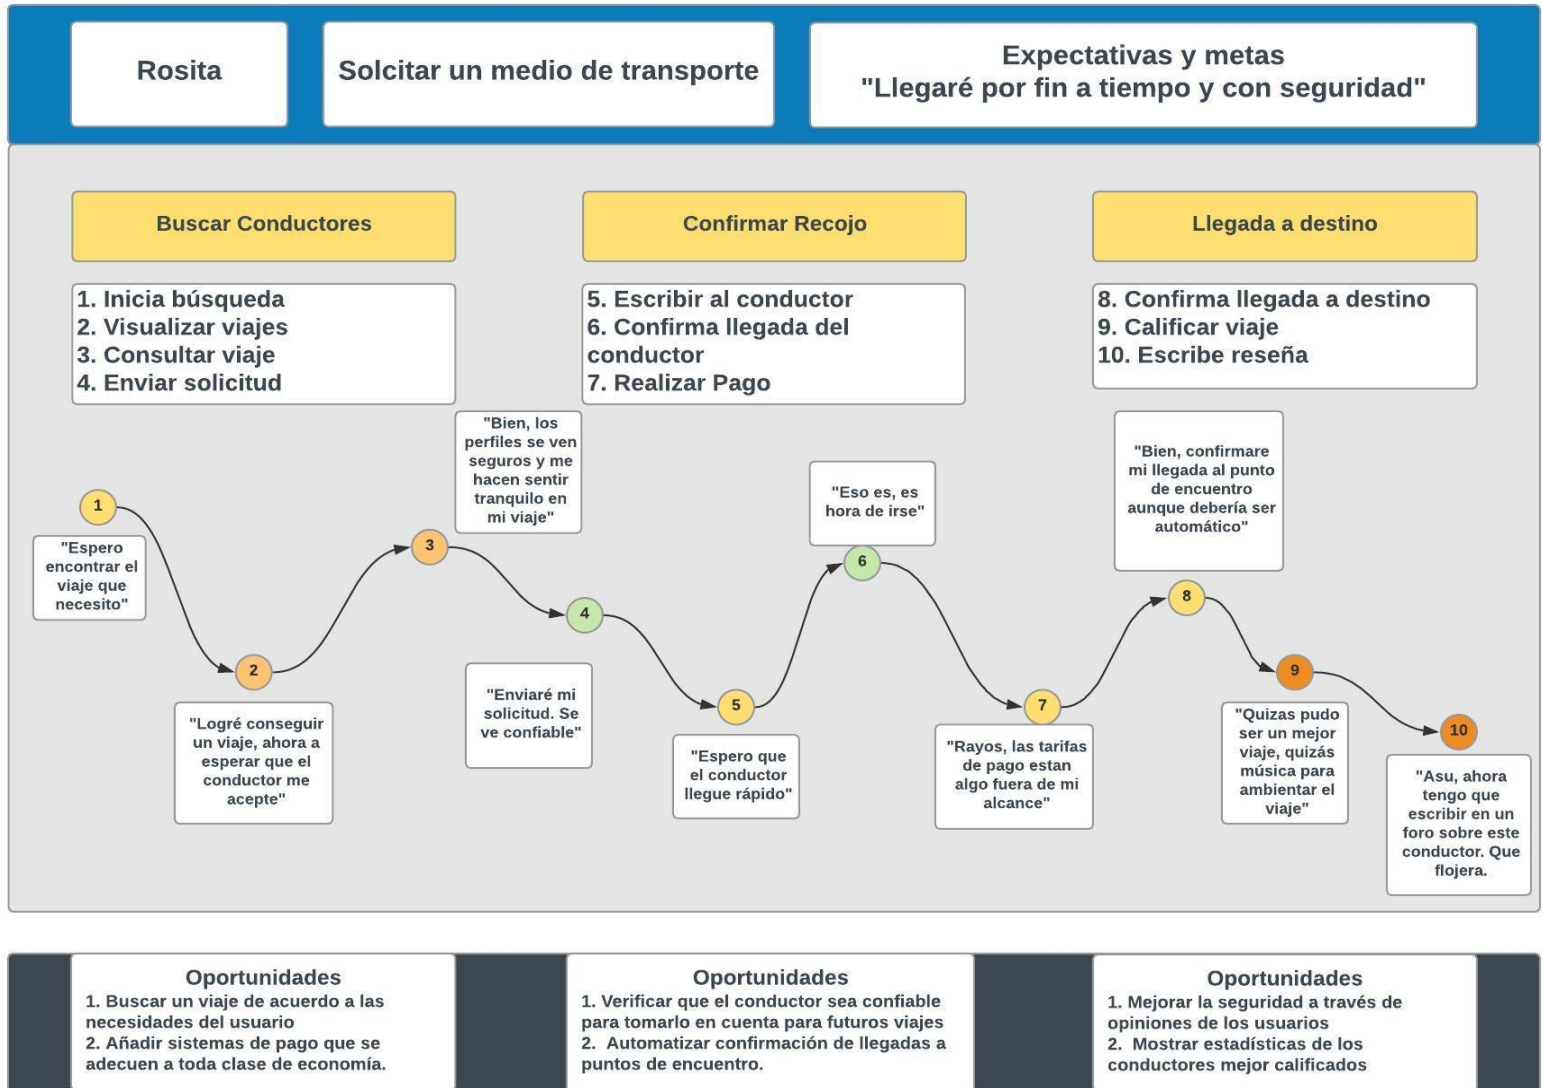 Rosita
Solcitar un medio de transporte
Expectativas y metas
"Llegaré por fin a tiempo y con seguridad"
Buscar Conductores
Confirmar Recojo
Llegada a destino
1. Inicia búsqueda
2. Visualizar viajes
3. Consultar viaje
4. Enviar solicitud
5. Escribir al conductor
6. Confirma llegada del
conductor
7. Realizar Pago
8. Confirma llegada a destino
9. Calificar viaje
10. Escribe reseña
1
"Espero
encontrar el
viaje que
necesito"
2
"Logré conseguir
un viaje, ahora a
esperar que el
conductor me
acepte"
"Bien, los
perfiles se ven
seguros y me
hacen sentir
tranquilo en
mi viaje"
3
4
"Enviaré mi
solicitud. Se
ve confiable"
5
"Espero que
el conductor
llegue rápido"
"Eso es, es
hora de irse"
6
7
"Rayos, las tarifas
de pago estan
algo fuera de mi
alcance"
"Bien, confirmare
mi llegada al punto
de encuentro
aunque debería ser
automático"
8
9
"Quizas pudo
ser un mejor
viaje, quizás
música para
ambientar el
viaje"
10
"Asu, ahora
tengo que
escribir en un
foro sobre este
conductor. Que
flojera.
Oportunidades
1. Buscar un viaje de acuerdo a las
necesidades del usuario
2. Añadir sistemas de pago que se
adecuen a toda clase de economía.
Oportunidades
1. Verificar que el conductor sea confiable
para tomarlo en cuenta para futuros viajes
2. Automatizar confirmación de llegadas a
puntos de encuentro.
Oportunidades
1. Mejorar la seguridad a través de
opiniones de los usuarios
2. Mostrar estadísticas de los
conductores mejor calificados